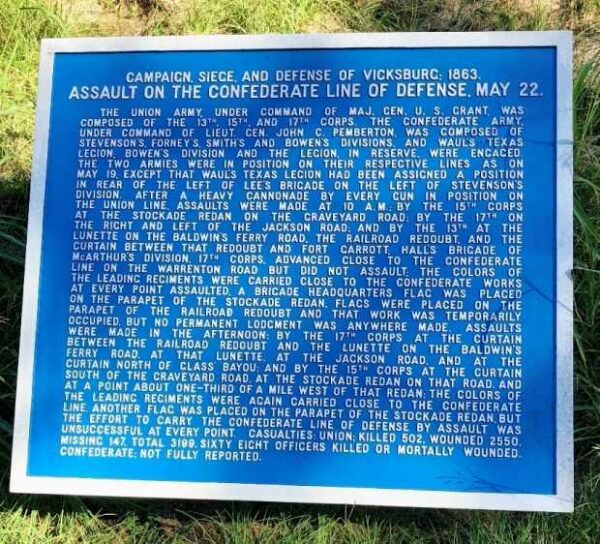 CAMPAIGN, SIEGE, AND DEFENSE OF VICKSBURG; 1863.
ASSAULT ON THE CONFEDERATE LINE OF DEFENSE, MAY 22.
THE UNION ARMY, UNDER COMMAND OF MAJ. GEN. U. S. GRANT, WAS
COMPOSED OF THE 13TH, 15TH, AND 17TH CORPS. THE CONFEDERATE ARMY,
UNDER COMMAND OF LIEUT. GEN. JOHN C. PEMBERTON, WAS COMPOSED OF
STEVENSON'S, FORNEY'S, SMITH'S AND BOWEN'S DIVISIONS, AND WAUL'S TEXAS
LEGION, BOWEN'S DIVISION AND THE LEGION, IN RESERVE, WERE ENGAGED.
THE TWO ARMIES WERE IN POSITION ON THEIR RESPECTIVE LINES AS ON
MAY 19, EXCEPT THAT WAUL'S TEXAS LEGION HAD BEEN ASSIGNED A POSITION
IN REAR OF THE LEFT OF LEE'S BRIGADE ON THE LEFT OF STEVENSON'S
DIVISION. AFTER A HEAVY CANNONADE BY EVERY GUN IN POSITION ON
THE UNION LINE, ASSAULTS WERE MADE AT 10 A.M.; BY THE 15TH CORPS
AT THE STOCKADE REDAN ON THE GRAVEYARD ROAD; BY THE 17TH ON
THE RIGHT AND LEFT OF THE JACKSON ROAD; AND BY THE 13TH AT THE
LUNETTE ON THE BALDWIN'S FERRY ROAD, THE RAILROAD REDOUBT, AND THE
CURTAIN BETWEEN THAT REDOUBT AND FORT GARROTT, HALL'S BRIGADE OF
MCARTHUR'S DIVISION, 17TH CORPS, ADVANCED CLOSE TO THE CONFEDERATE
LINE ON THE WARRENTON ROAD BUT DID NOT ASSAULT. THE COLORS OF
THE LEADING REGIMENTS WERE CARRIED CLOSE TO THE CONFEDERATE WORKS
AT EVERY POINT ASSAULTED, A BRIGADE HEADQUARTERS FLAG WAS PLACED
ON THE PARAPET OF THE STOCKADE REDAN, FLAGS WERE PLACED ON THE
PARAPET OF THE RAILROAD REDOUBT AND THAT WORK WAS TEMPORARILY
OCCUPIED, BUT NO PERMANENT LODGMENT WAS ANYWHERE MADE. ASSAULTS
WERE MADE IN THE AFTERNOON; BY THE 17TH CORPS AT THE CURTAIN
BETWEEN THE RAILROAD REDOUBT AND THE LUNETTE ON THE BALDWIN'S
FERRY ROAD, AT THAT LUNETTE, AT THE JACKSON ROAD, AND AT THE
CURTAIN NORTH OF GLASS BAYOU; AND BY THE 15TH CORPS AT THE CURTAIN
SOUTH OF THE GRAVEYARD ROAD, AT THE STOCKADE REDAN ON THAT ROAD, AND
AT A POINT ABOUT ONE-THIRD OF A MILE WEST OF THAT REDAN; THE COLORS OF
THE LEADING REGIMENTS WERE AGAIN CARRIED CLOSE TO THE CONFEDERATE
LINE, ANOTHER FLAG WAS PLACED ON THE PARAPET OF THE STOCKADE REDAN, BUT
THE EFFORT TO CARRY THE CONFEDERATE LINE OF DEFENSE BY ASSAULT WAS
UNSUCCESSFUL AT EVERY POINT. CASUALTIES: UNION; KILLED 502, WOUNDED 2550,
MISSING 147, TOTAL 3199, SIXTY EIGHT OFFICERS KILLED OR MORTALLY WOUNDED.
CONFEDERATE; NOT FULLY REPORTED.